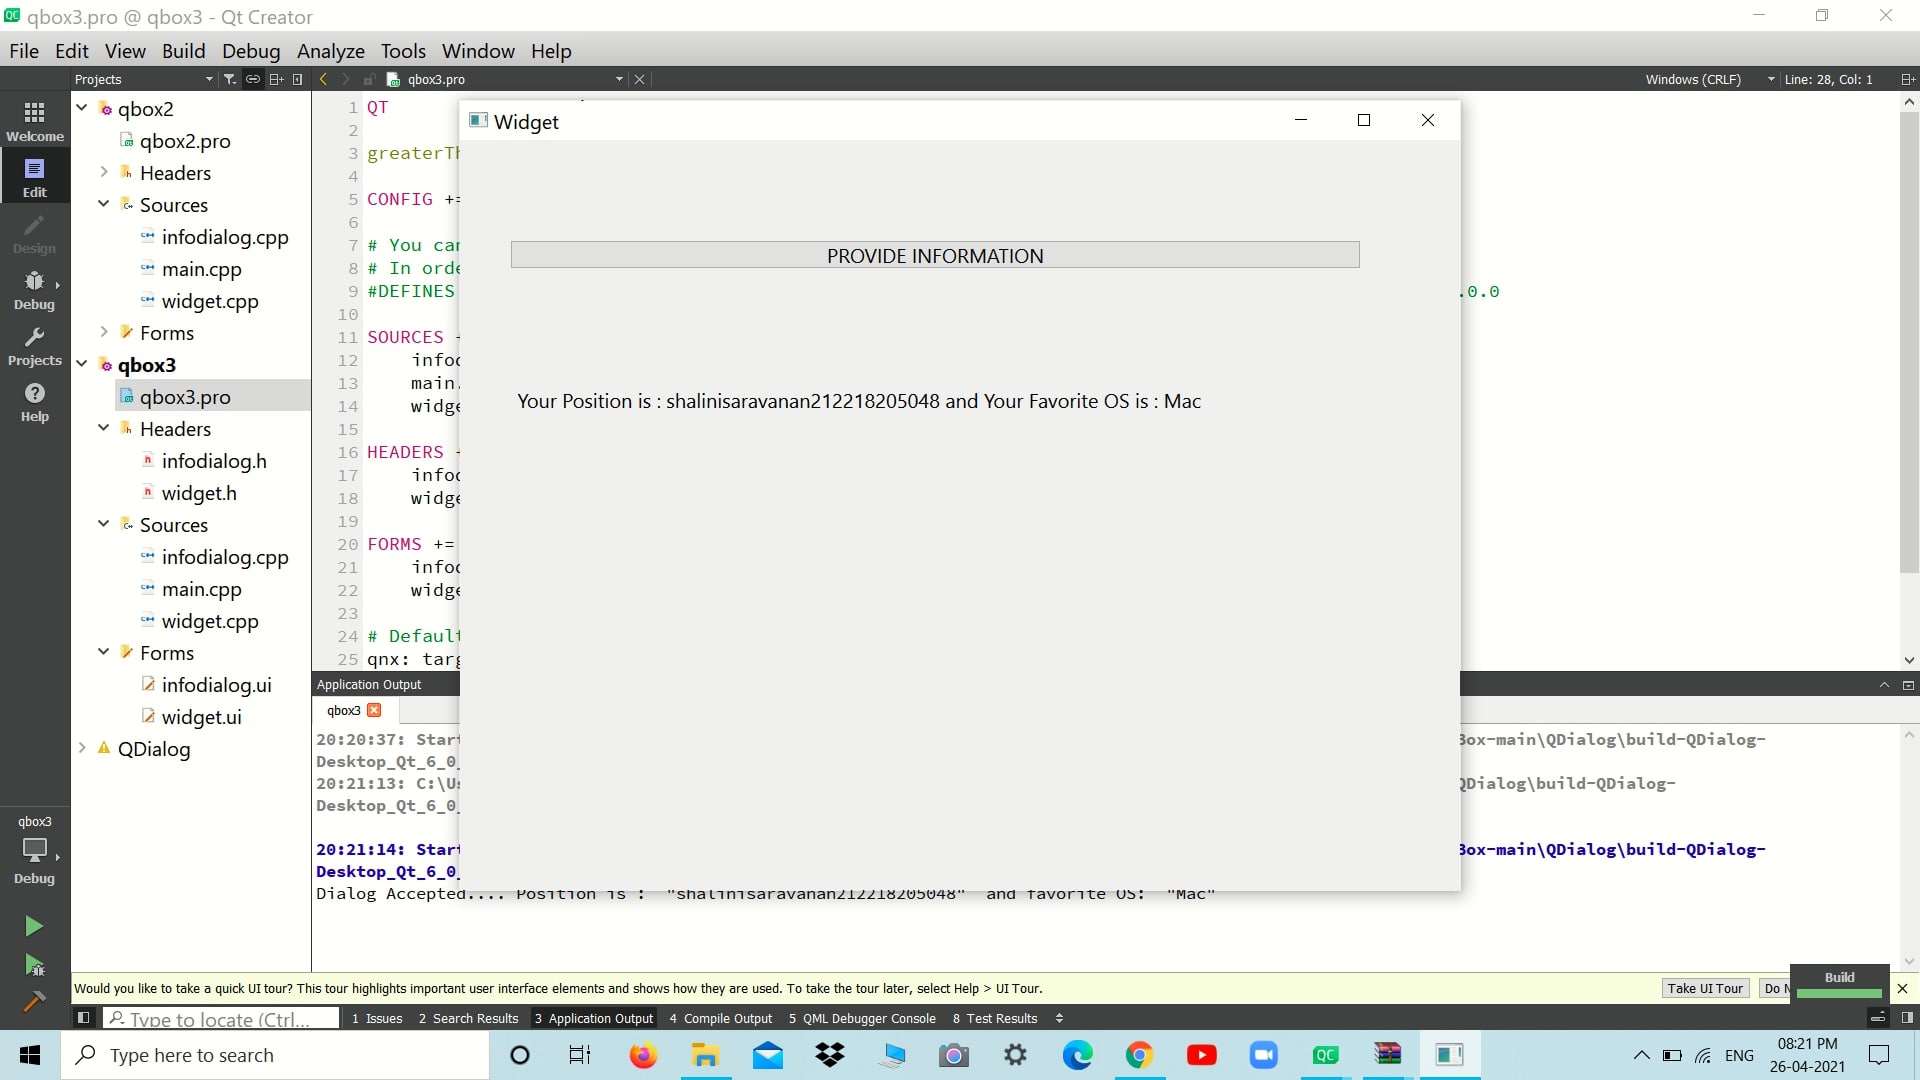 qbox3.pro @ qbox3 - Qt Creator
File Edit View Build Debug Analyze Tools Window Help
Projects
qbox3.pro
Windows (CRLF)
Line: 28, Col: 1
Welcome
Edit
Design
Debug
Projects
Help
qbox2
qbox2.pro
Headers
Sources
infodialog.cpp
main.cpp
widget.cpp
Forms
qbox3
qbox3.pro
Headers
infodialog.h
widget.h
Sources
infodialog.cpp
main.cpp
widget.cpp
Forms
infodialog.ui
widget.ui
QDialog
1 QT
2
3 greaterTh
4
5 CONFIG +=
6
7 # You can
8 # In orde
9 #DEFINES .0.0
10
11 SOURCES +
12 infod
13 main.
14 widge
15
16 HEADERS +
17 infod
18 widge
19
20 FORMS +=
21 infod
22 widge
23
24 # Default
25 qnx: targ
Widget
PROVIDE INFORMATION
Your Position is : shalinisaravanan212218205048 and Your Favorite OS is : Mac
Application Output
qbox3
20:20:37: Start Box-main\QDialog\build-QDialog-
Desktop_Qt_6_0_
20:21:13: C:\Us QDialog\build-QDialog-
Desktop_Qt_6_0_
20:21:14: Start Box-main\QDialog\build-QDialog-
Desktop_Qt_6_0_
Dialog Accepted.... Position is : "shalinisaravanan212218205048" and favorite OS: "Mac"
qbox3
Debug
Would you like to take a quick UI tour? This tour highlights important user interface elements and shows how they are used. To take the tour later, select Help > UI Tour.
Take UI Tour
Do N
Build
Type to locate (Ctrl...
1 Issues 2 Search Results 3 Application Output 4 Compile Output 5 QML Debugger Console 8 Test Results
Type here to search
QC
ENG
08:21 PM
26-04-2021